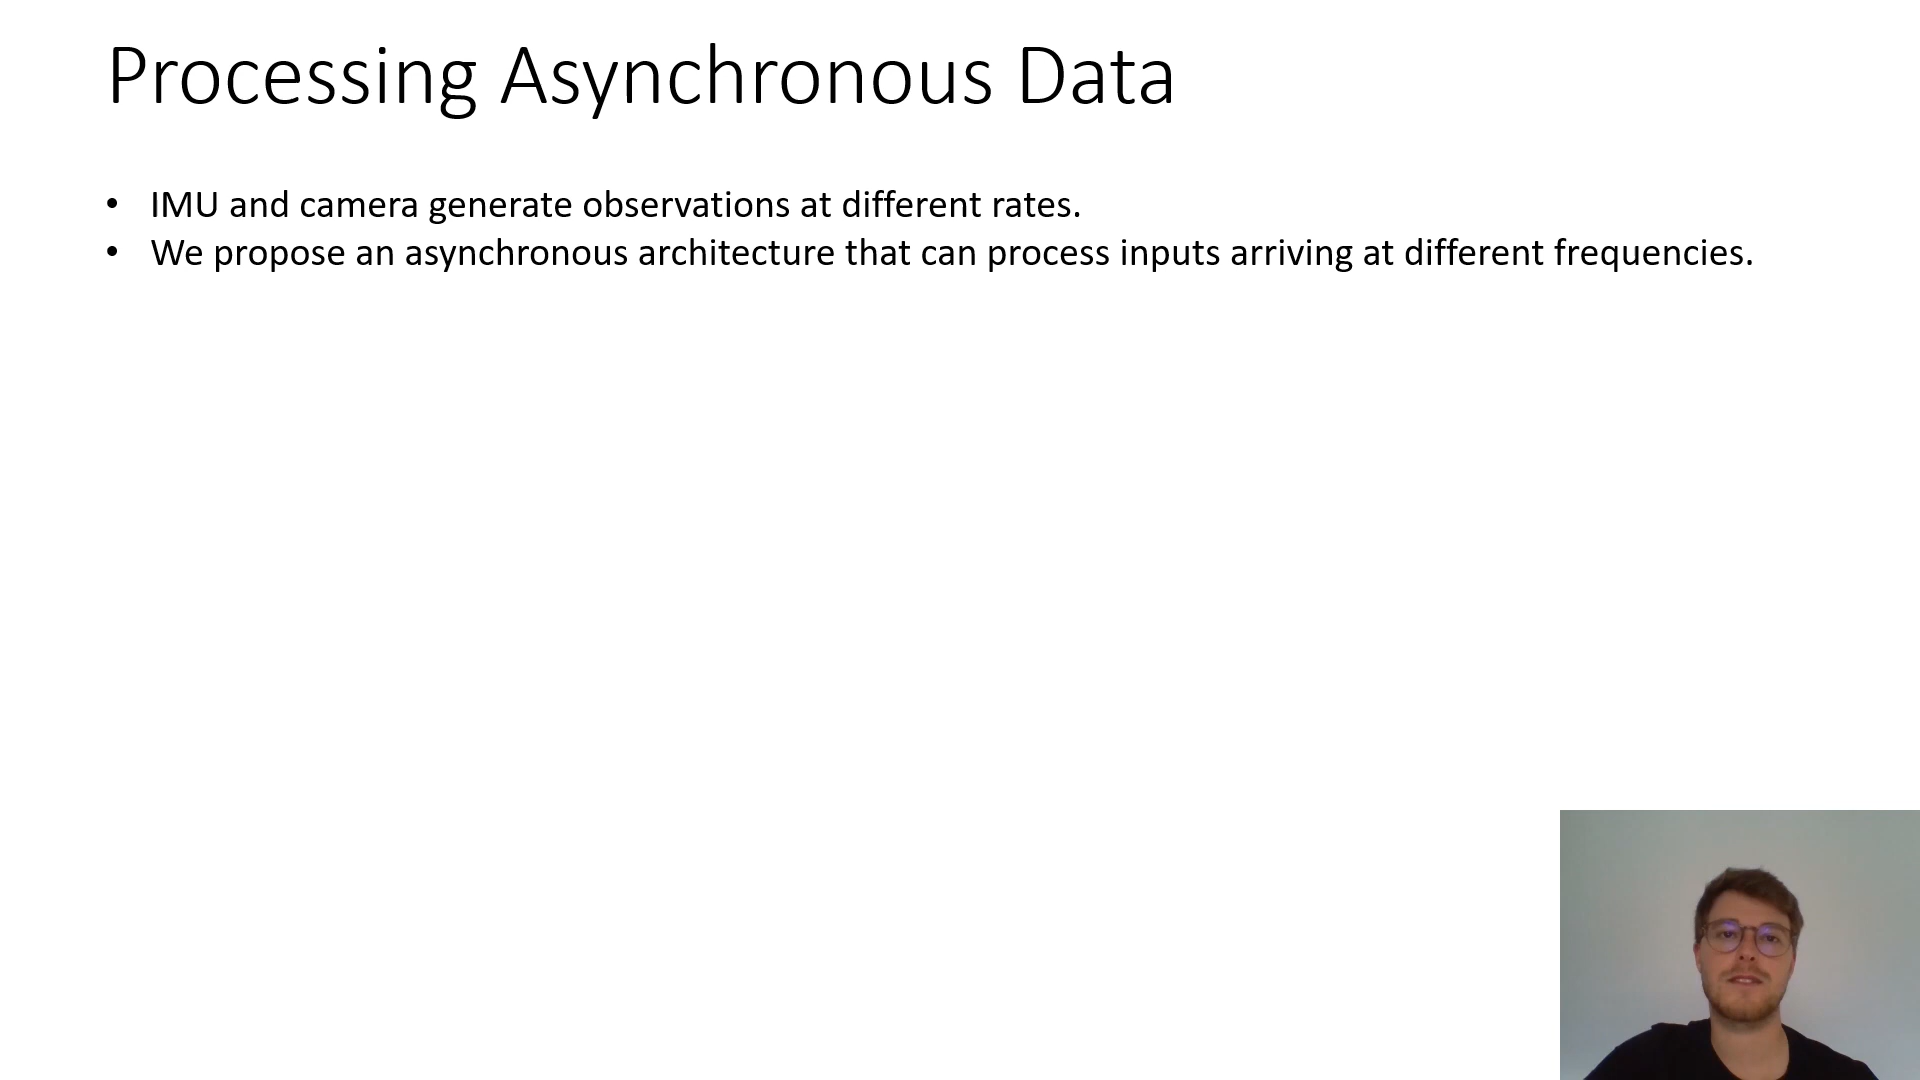 Processing Asynchronous Data
• IMU and camera generate observations at different rates.
• We propose an asynchronous architecture that can process inputs arriving at different frequencies.